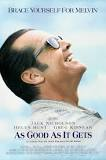 BRACE YOURSELF FOR MELVIN
JACK NICHOLSON
HELEN HUNT GREG KINNEAR
AS GOOD AS IT GETS